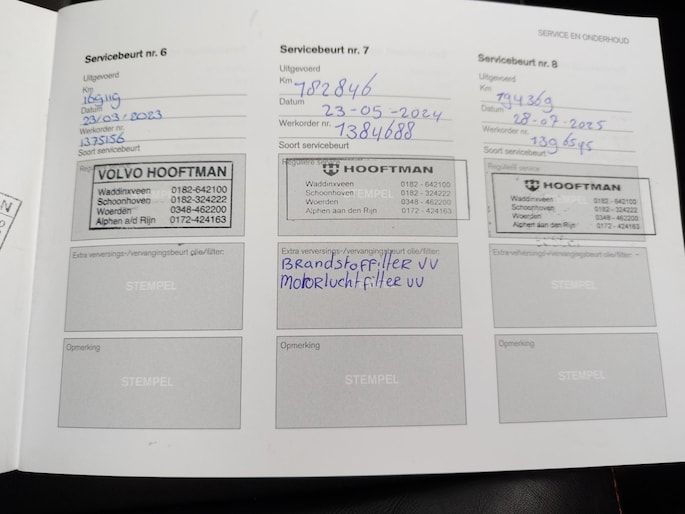 SERVICE EN ONDERHOUD
Servicebeurt nr. 6
Uitgevoerd
Km
169119
Datum
23/03/2023
Werkorder nr.
1375156
Soort servicebeurt
VOLVO HOOFTMAN
Waddinxveen 0182-642100
Schoonhoven 0182-324222
Woerden 0348-462200
Alphen a/d Rijn 0172-424163
STEMPEL
Opmerking
STEMPEL
Servicebeurt nr. 7
Uitgevoerd
Km 182846
Datum 23-05-2024
Werkorder nr. 1384688
Soort servicebeurt
Reguliere service
HOOFTMAN
STEMPEL
Waddinxveen 0182 - 642100
Schoonhoven 0182 - 324222
Woerden 0348 - 462200
Alphen aan den Rijn 0172 - 424163
Extra verversings-/vervangingsbeurt olie/filter:
Brandstoffilter VV
Motorluchtfilter VV
Opmerking
STEMPEL
Servicebeurt nr. 8
Uitgevoerd
Km 194369
Datum 28-07-2025
Werkorder nr. 1396595
Soort servicebeurt
Reguliere service
HOOFTMAN
Waddinxveen 0182 - 642100
Schoonhoven 0182 - 324222
Woerden 0348 - 462200
Alphen aan den Rijn 0172 - 424163
Extra verversings-/vervangingsbeurt olie/filter:
STEMPEL
Opmerking
STEMPEL